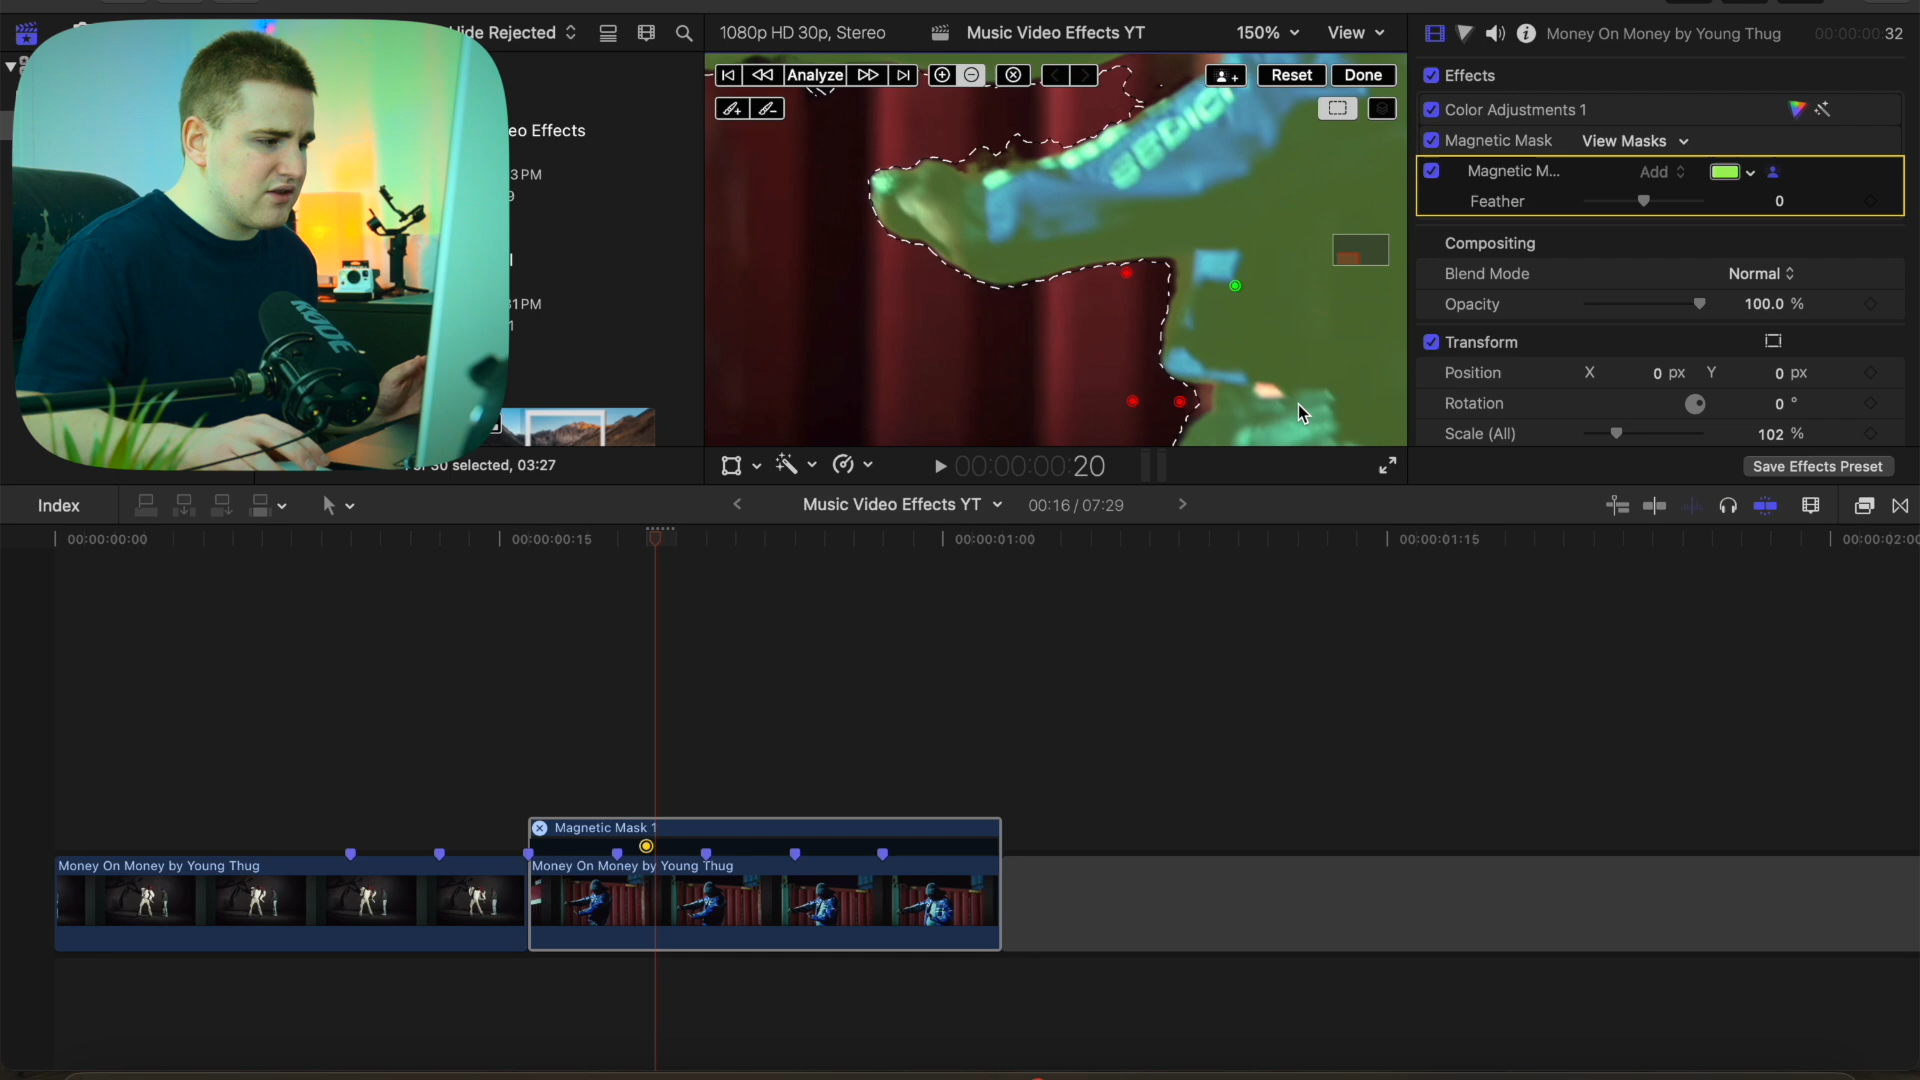 Hide Rejected
1080p HD 30p, Stereo
Music Video Effects YT
150%
View
Money On Money by Young Thug
00:00:00:32
Analyze
Reset
Done
eo Effects
3PM
9
31PM
1
RØDE
Effects
Color Adjustments 1
Magnetic Mask
View Masks
Magnetic M...
Add
Feather
0
Compositing
Blend Mode
Normal
Opacity
100.0 %
Transform
Position
X
0 px
Y
0 px
Rotation
0 °
Scale (All)
102 %
30 selected, 03:27
00:00:00:20
Save Effects Preset
Index
Music Video Effects YT
00:16 / 07:29
00:00:00:00
00:00:00:15
00:00:01:00
00:00:01:15
00:00:02:00
Magnetic Mask 1
Money On Money by Young Thug
Money On Money by Young Thug